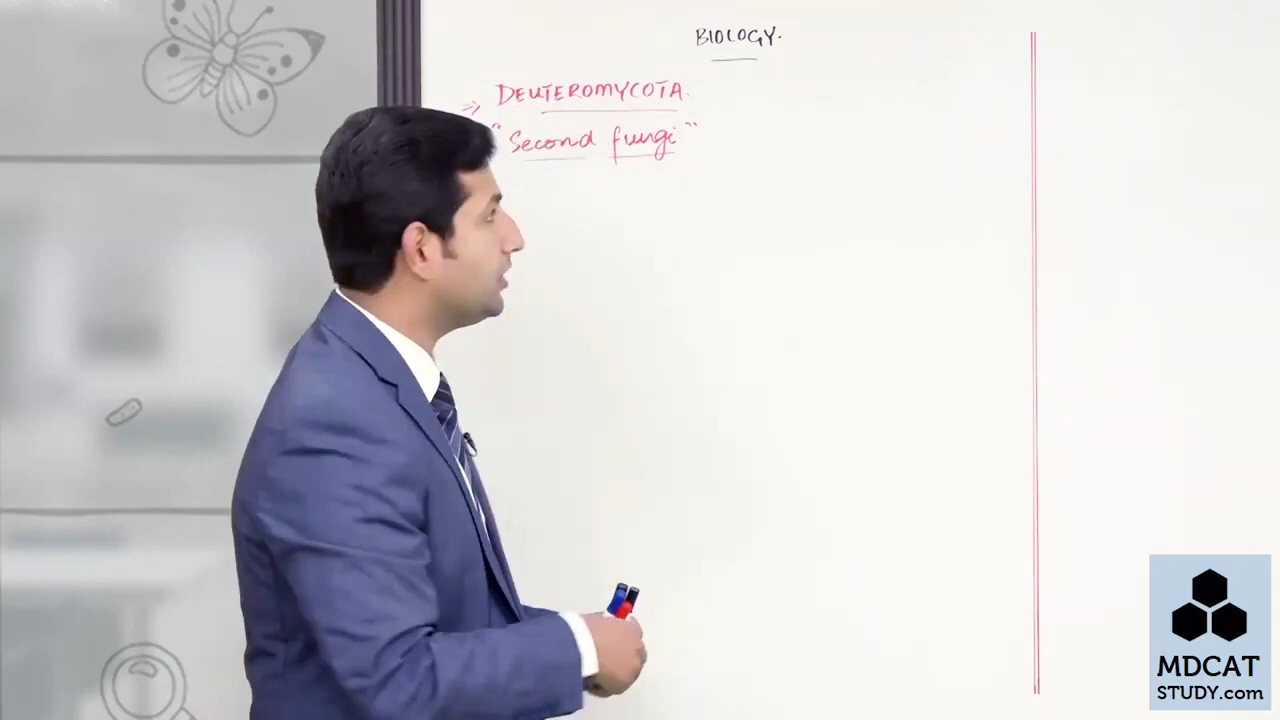 BIOLOGY.
=> DEUTEROMYCOTA.
"Second fungi"
MDCAT
STUDY.com